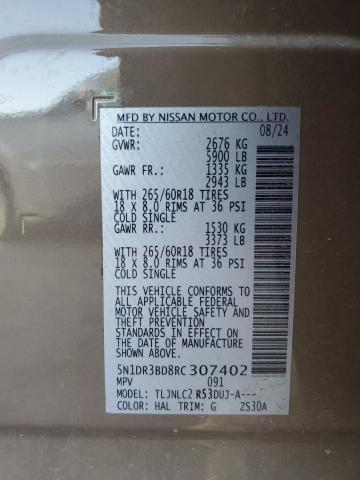 MFD BY NISSAN MOTOR CO., LTD.
DATE: 08/24
GVWR: 2676 KG
5900 LB
GAWR FR.: 1335 KG
2943 LB
WITH 265/60R18 TIRES
18 X 8.0 RIMS AT 36 PSI
COLD SINGLE
GAWR RR.: 1530 KG
3373 LB
WITH 265/60R18 TIRES
18 X 8.0 RIMS AT 36 PSI
COLD SINGLE
THIS VEHICLE CONFORMS TO
ALL APPLICABLE FEDERAL
MOTOR VEHICLE SAFETY
STANDARDS IN EFFECT ON
THE DATE OF MANUFACTURE
SHOWN ABOVE.
5N1DR3BD8RC307402
MPV 091
MODEL: TLJNLC2 R53DUJ-A---
COLOR: HAL TRIM: G ZS30A